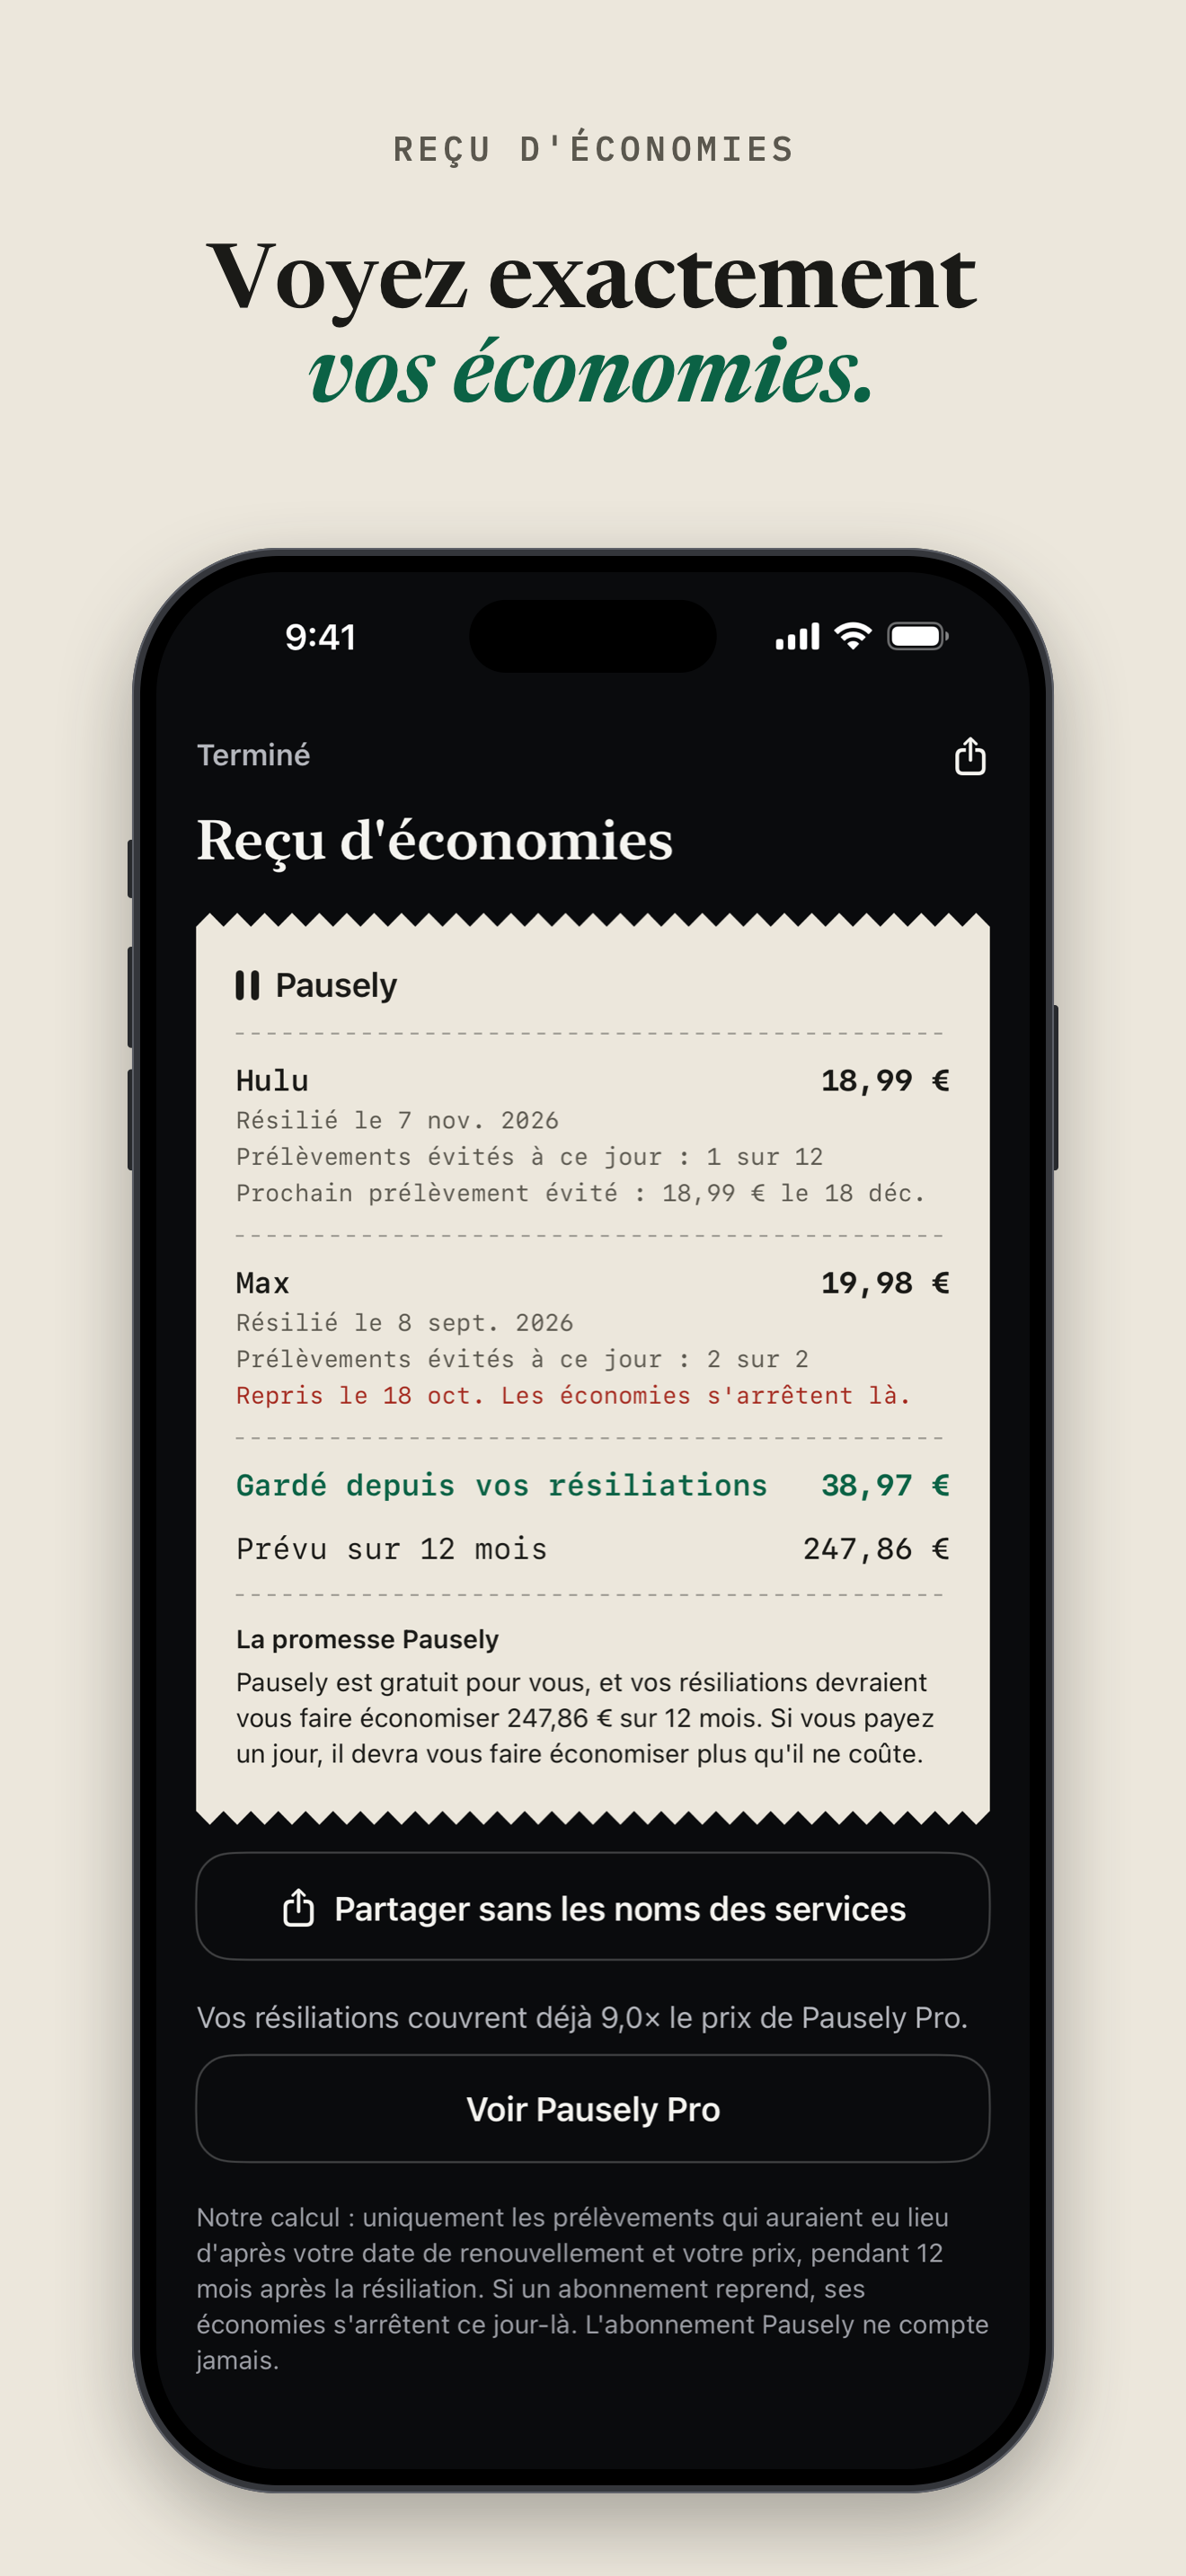 REÇU D'ÉCONOMIES
Voyez exactement
vos économies.
9:41
Terminé
Reçu d'économies
Pausely
Hulu 18,99 €
Résilié le 7 nov. 2026
Prélèvements évités à ce jour : 1 sur 12
Prochain prélèvement évité : 18,99 € le 18 déc.
Max 19,98 €
Résilié le 8 sept. 2026
Prélèvements évités à ce jour : 2 sur 2
Repris le 18 oct. Les économies s'arrêtent là.
Gardé depuis vos résiliations 38,97 €
Prévu sur 12 mois 247,86 €
La promesse Pausely
Pausely est gratuit pour vous, et vos résiliations devraient
vous faire économiser 247,86 € sur 12 mois. Si vous payez
un jour, il devra vous faire économiser plus qu'il ne coûte.
Partager sans les noms des services
Vos résiliations couvrent déjà 9,0× le prix de Pausely Pro.
Voir Pausely Pro
Notre calcul : uniquement les prélèvements qui auraient eu lieu
d'après votre date de renouvellement et votre prix, pendant 12
mois après la résiliation. Si un abonnement reprend, ses
économies s'arrêtent ce jour-là. L'abonnement Pausely ne compte
jamais.